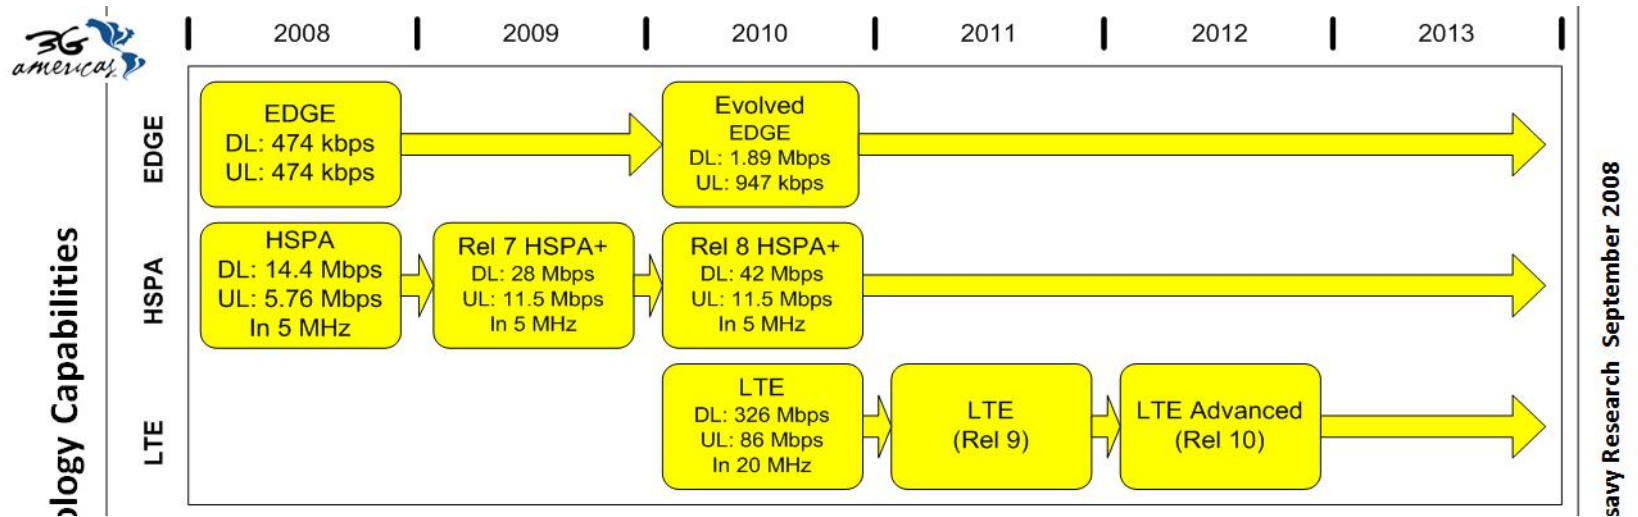 3G
americas
2008 2009 2010 2011 2012 2013
EDGE
EDGE
DL: 474 kbps
UL: 474 kbps
Evolved
EDGE
DL: 1.89 Mbps
UL: 947 kbps
HSPA
HSPA
DL: 14.4 Mbps
UL: 5.76 Mbps
In 5 MHz
Rel 7 HSPA+
DL: 28 Mbps
UL: 11.5 Mbps
In 5 MHz
Rel 8 HSPA+
DL: 42 Mbps
UL: 11.5 Mbps
In 5 MHz
LTE
LTE
DL: 326 Mbps
UL: 86 Mbps
In 20 MHz
LTE
(Rel 9)
LTE Advanced
(Rel 10)
ology Capabilities
savy Research September 2008